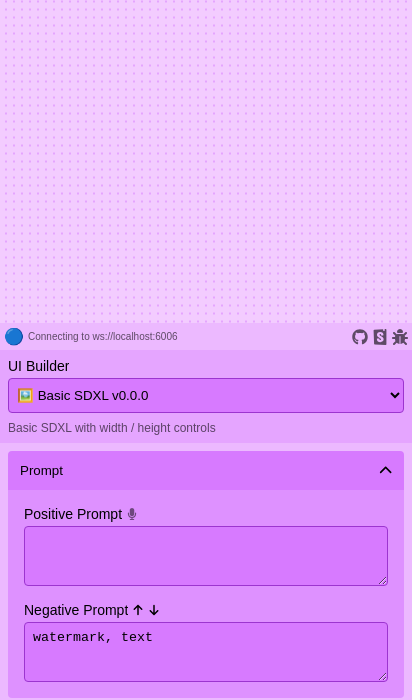 Connecting to ws://localhost:6006
UI Builder
🖼️ Basic SDXL v0.0.0
Basic SDXL with width / height controls
Prompt
Positive Prompt
Negative Prompt ↑ ↓
watermark, text